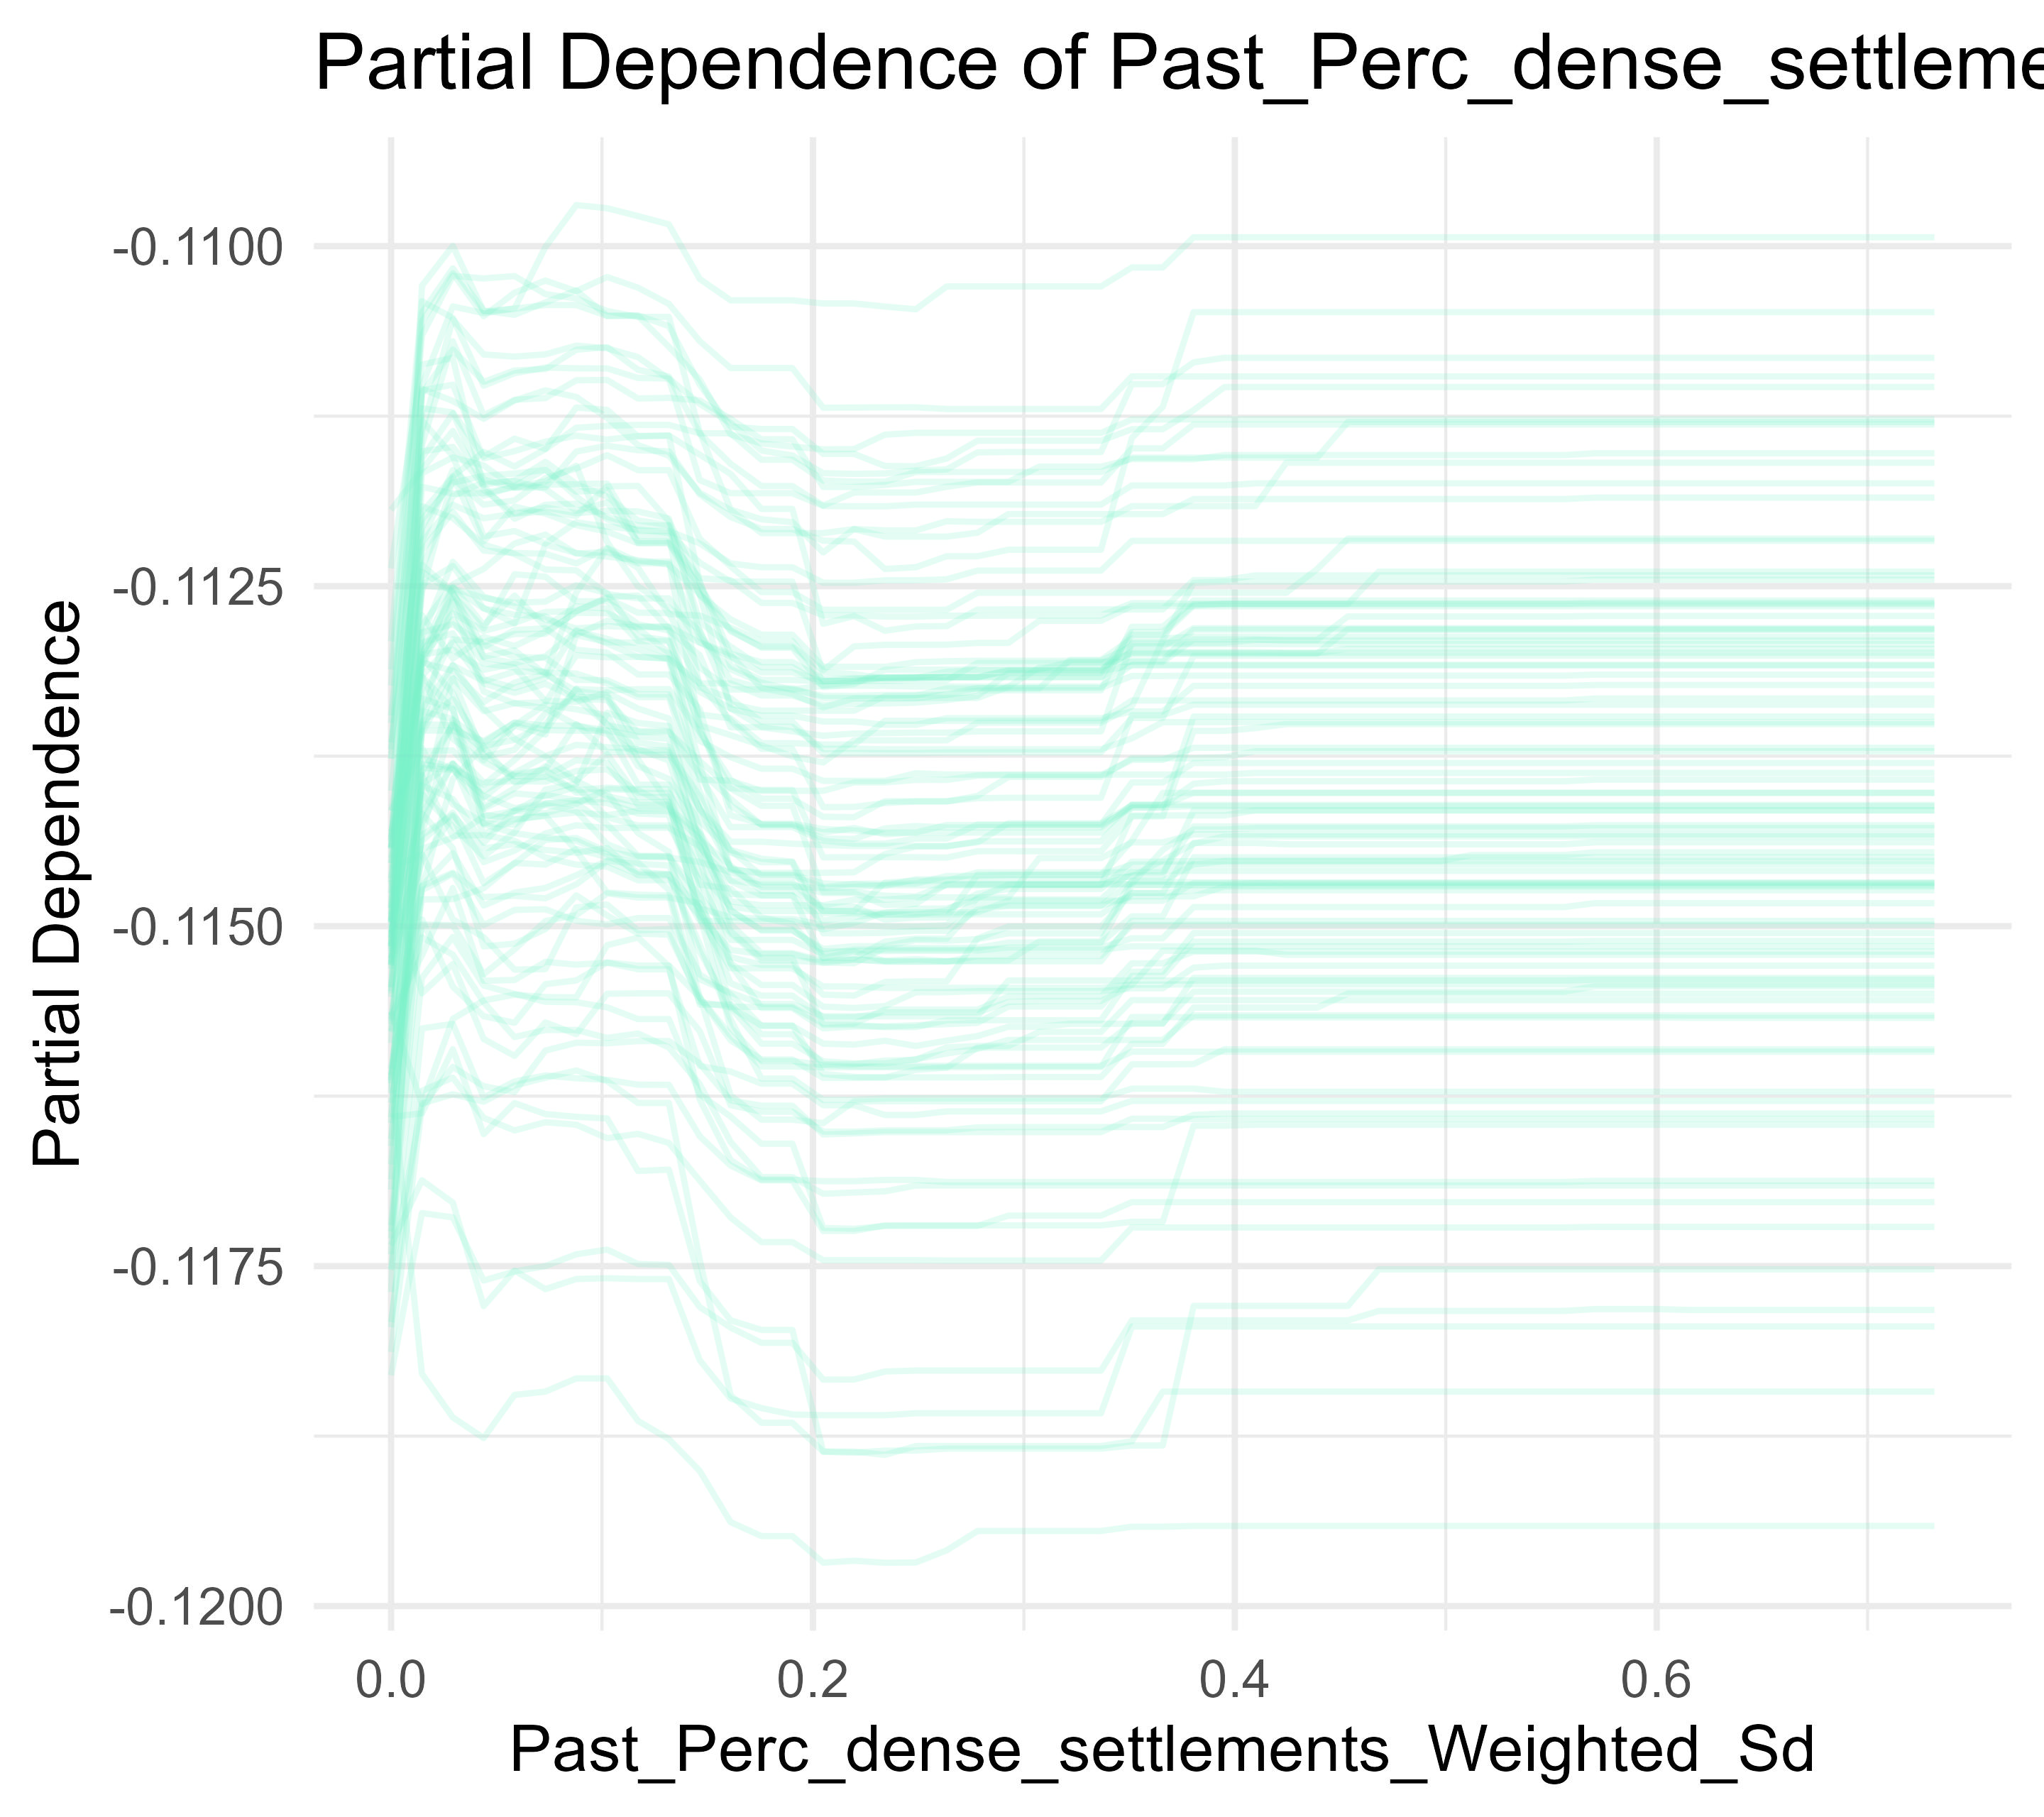 Partial Dependence of Past_Perc_dense_settleme
-0.1100
-0.1125
-0.1150
-0.1175
-0.1200
Partial Dependence
0.0 0.2 0.4 0.6
Past_Perc_dense_settlements_Weighted_Sd